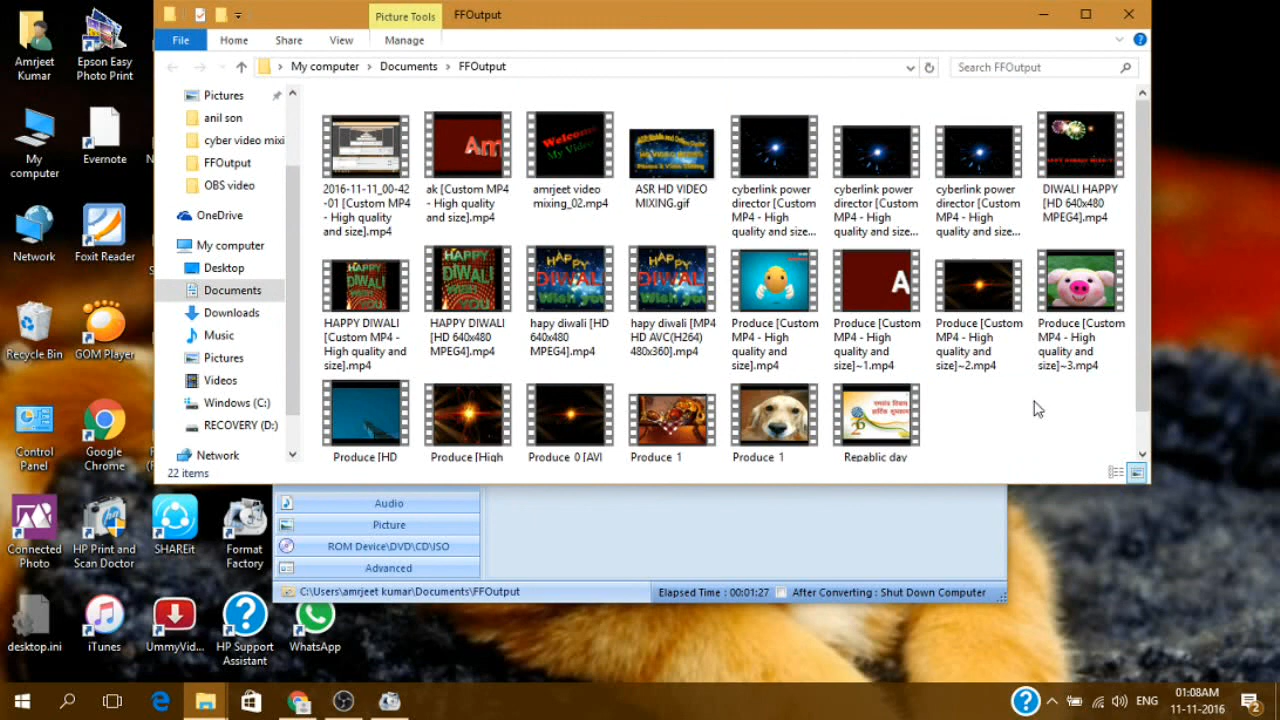 Picture Tools
FFOutput
File
Home
Share
View
Manage
My computer
Documents
FFOutput
Search FFOutput
Pictures
anil son
cyber video mixi
FFOutput
OBS video
OneDrive
My computer
Desktop
Documents
Downloads
Music
Pictures
Videos
Windows (C:)
RECOVERY (D:)
Network
2016-11-11_00-42
-01 [Custom MP4
- High quality
and size].mp4
ak [Custom MP4
- High quality
and size].mp4
amrjeet video
mixing_02.mp4
ASR HD VIDEO
MIXING.gif
cyberlink power
director [Custom
MP4 - High
quality and size...
cyberlink power
director [Custom
MP4 - High
quality and size...
cyberlink power
director [Custom
MP4 - High
quality and size...
DIWALI HAPPY
[HD 640x480
MPEG4].mp4
HAPPY DIWALI
[Custom MP4 -
High quality and
size].mp4
HAPPY DIWALI
[HD 640x480
MPEG4].mp4
hapy diwali [HD
640x480
MPEG4].mp4
hapy diwali [MP4
HD AVC(H264)
480x360].mp4
Produce [Custom
MP4 - High
quality and
size].mp4
Produce [Custom
MP4 - High
quality and
size]~1.mp4
Produce [Custom
MP4 - High
quality and
size]~2.mp4
Produce [Custom
MP4 - High
quality and
size]~3.mp4
Produce [HD
Produce [High
Produce_0 [AVI
Produce_1
Produce_1
Repablic day
22 items
Audio
Picture
ROM Device\DVD\CD\ISO
Advanced
C:\Users\amrjeet kumar\Documents\FFOutput
Elapsed Time : 00:01:27
After Converting : Shut Down Computer
Amrjeet
Kumar
Epson Easy
Photo Print
My
computer
Evernote
Network
Foxit Reader
Recycle Bin
GOM Player
Control
Panel
Google
Chrome
Connected
Photo
HP Print and
Scan Doctor
SHAREit
Format
Factory
desktop.ini
iTunes
UmmyVid...
HP Support
Assistant
WhatsApp
ENG
01:08AM
11-11-2016
2